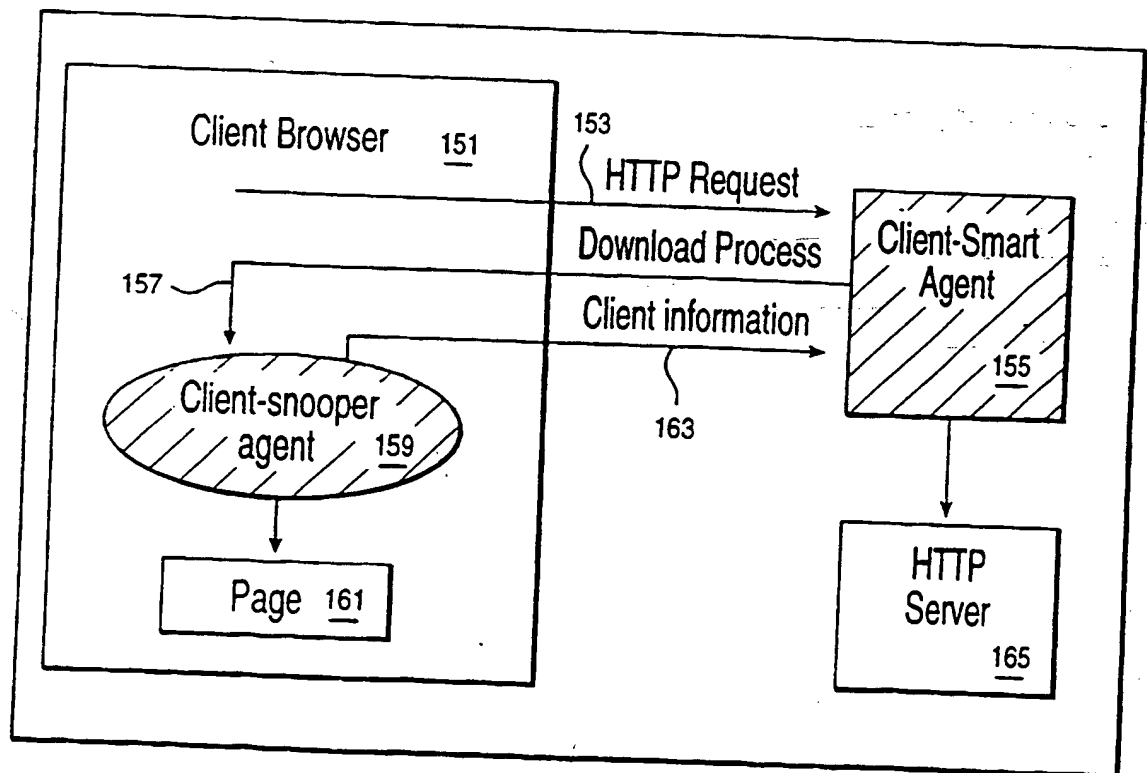 Client Browser 151
153
HTTP Request
Download Process
157
Client information
163
Client-Smart
Agent
155
Client-snooper
agent 159
Page 161
HTTP
Server
165